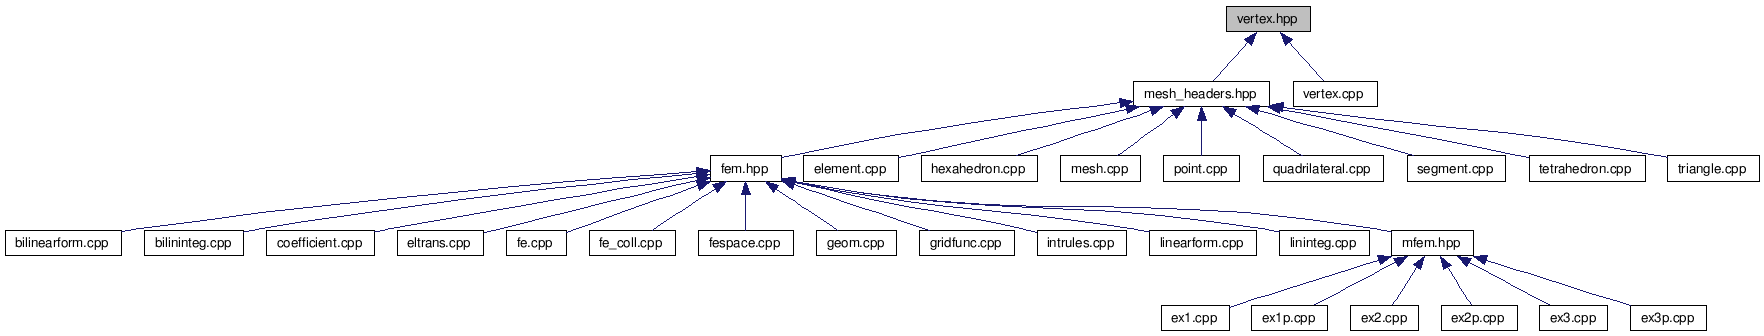 vertex.hpp
mesh_headers.hpp
vertex.cpp
fem.hpp
element.cpp
hexahedron.cpp
mesh.cpp
point.cpp
quadrilateral.cpp
segment.cpp
tetrahedron.cpp
triangle.cpp
bilinearform.cpp
bilininteg.cpp
coefficient.cpp
eltrans.cpp
fe.cpp
fe_coll.cpp
fespace.cpp
geom.cpp
gridfunc.cpp
intrules.cpp
linearform.cpp
lininteg.cpp
mfem.hpp
ex1.cpp
ex1p.cpp
ex2.cpp
ex2p.cpp
ex3.cpp
ex3p.cpp